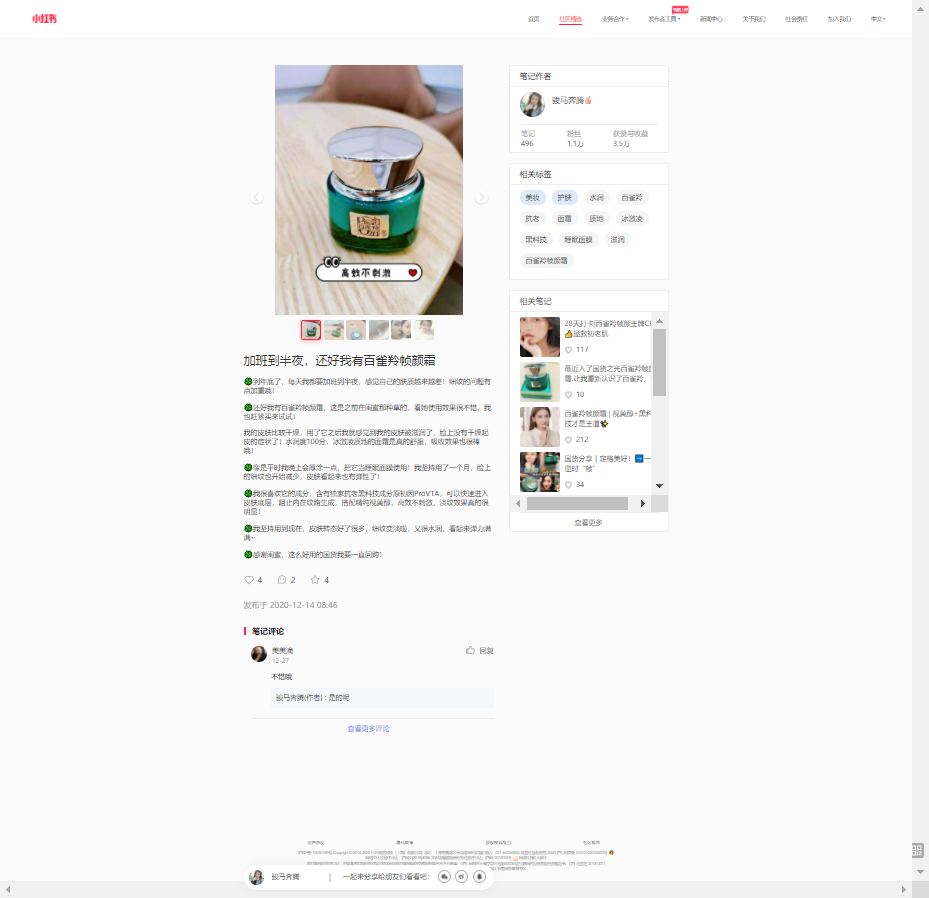 小红书
首页
社区精选
业务合作
发布者工具
新闻中心
关于我们
社会责任
加入我们
中文
高效不刺激
加班到半夜，还好我有百雀羚帧颜霜
到年底了，每天我都要加班到半夜，感觉自己的肤质越来越差！细纹的问题有
点加重哦！
还好我有百雀羚帧颜霜，这是之前在闺蜜那种草的，看她使用效果很不错，我
也赶紧买来试试！
我的皮肤比较干燥，用了它之后我就感觉到我的皮肤被滋润了，脸上没有干燥起
皮的症状了！水润度100分，冰激凌质地的面霜是真的舒服，吸收效果也很棒
哦！
像是平时我晚上会厚涂一点，把它当睡眠面膜使用！我坚持用了一个月，脸上
的细纹也开始减少，皮肤看起来也有弹性了！
我很喜欢它的成分，含有独家抗老黑科技成分原初因ProVTA，可以快速进入
皮肤底层，阻止内在纹路生成，搭配精纯视黄醇，高效不刺激，淡纹效果真的很
明显！
我坚持用到现在，皮肤转态好了很多，细纹变淡啦，又很水润，看起来弹力满
满~
感谢闺蜜，这么好用的国货我要一直回购！
4
2
4
发布于 2020-12-14 08:46
笔记评论
美美滴
12-27
回复
不错哦
骏马奔腾(作者)：是的呢
查看更多评论
笔记作者
骏马奔腾
笔记
粉丝
获赞与收藏
496
1.1万
3.5万
相关标签
美妆
护肤
水润
百雀羚
抗老
面霜
质地
冰激凌
黑科技
睡眠面膜
滋润
百雀羚帧颜霜
相关笔记
28天打卡|百雀羚帧颜王牌CP
拯救初老肌
117
最近入了国货之光百雀羚帧颜
霜,让我重新认识了百雀羚，
10
百雀羚帧颜霜 | 视黄醇+黑科
技才是王道
212
国货分享｜定格美好！一
逆时“帧”
34
查看更多
骏马奔腾
一起来分享给朋友们看看吧：